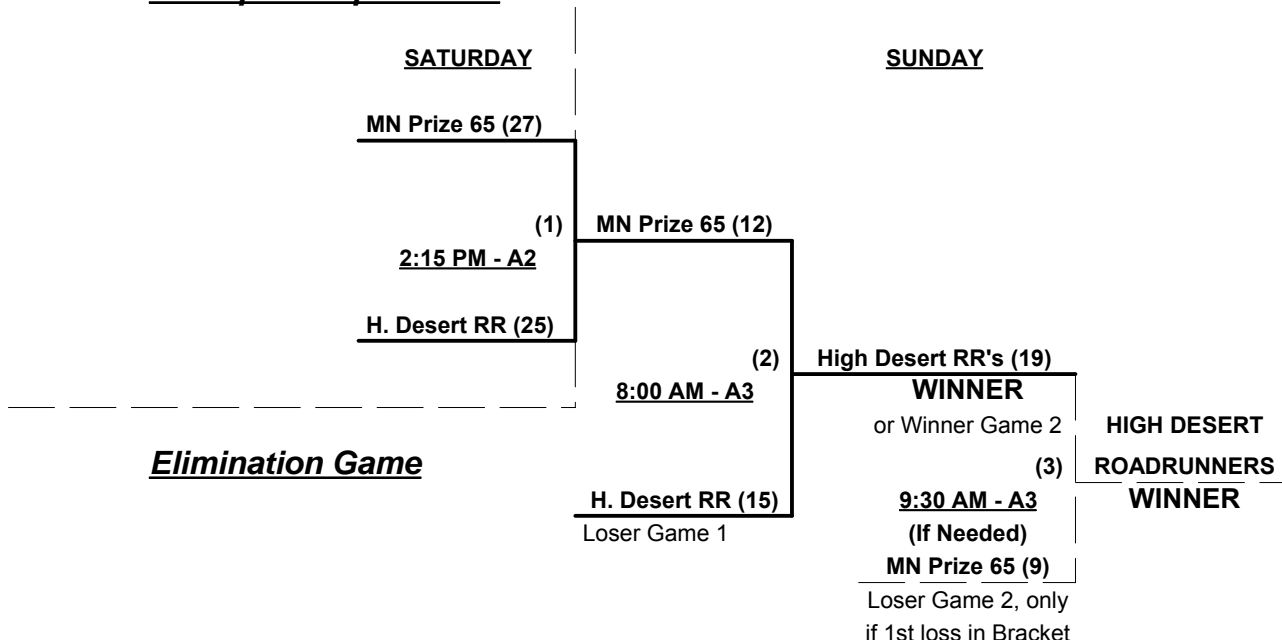 SATURDAY
SUNDAY
MN Prize 65 (27)
(1)
MN Prize 65 (12)
2:15 PM - A2
H. Desert RR (25)
(2)
High Desert RR's (19)
8:00 AM - A3
WINNER
or Winner Game 2
HIGH DESERT
Elimination Game
(3)
ROADRUNNERS
H. Desert RR (15)
9:30 AM - A3
WINNER
Loser Game 1
(If Needed)
MN Prize 65 (9)
Loser Game 2, only
if 1st loss in Bracket